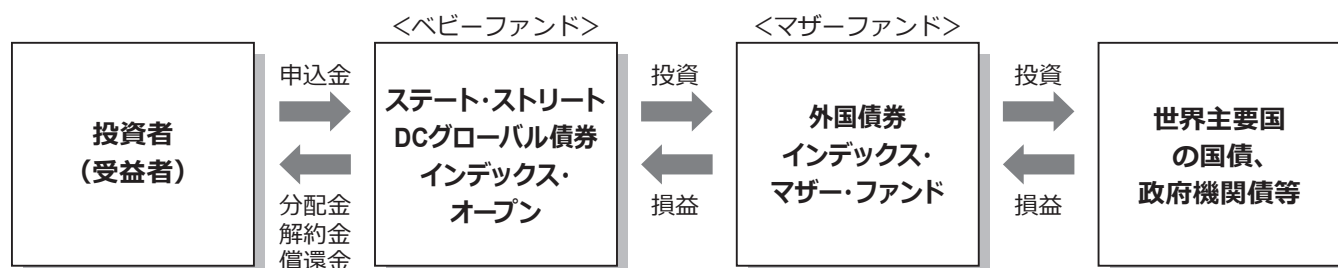 <ベビーファンド>
<マザーファンド>
投資者
（受益者）
申込金
分配金
解約金
償還金
ステート・ストリート
DCグローバル債券
インデックス・
オープン
投資
損益
外国債券
インデックス・
マザー・ファンド
投資
損益
世界主要国
の国債、
政府機関債等